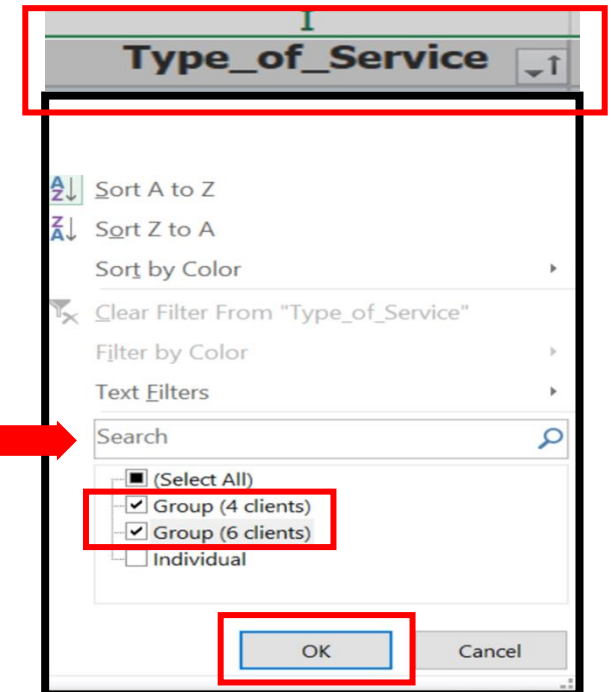 I
Type_of_Service
Sort A to Z
Sort Z to A
Sort by Color
Clear Filter From "Type_of_Service"
Filter by Color
Text Filters
Search
(Select All)
Group (4 clients)
Group (6 clients)
Individual
OK Cancel